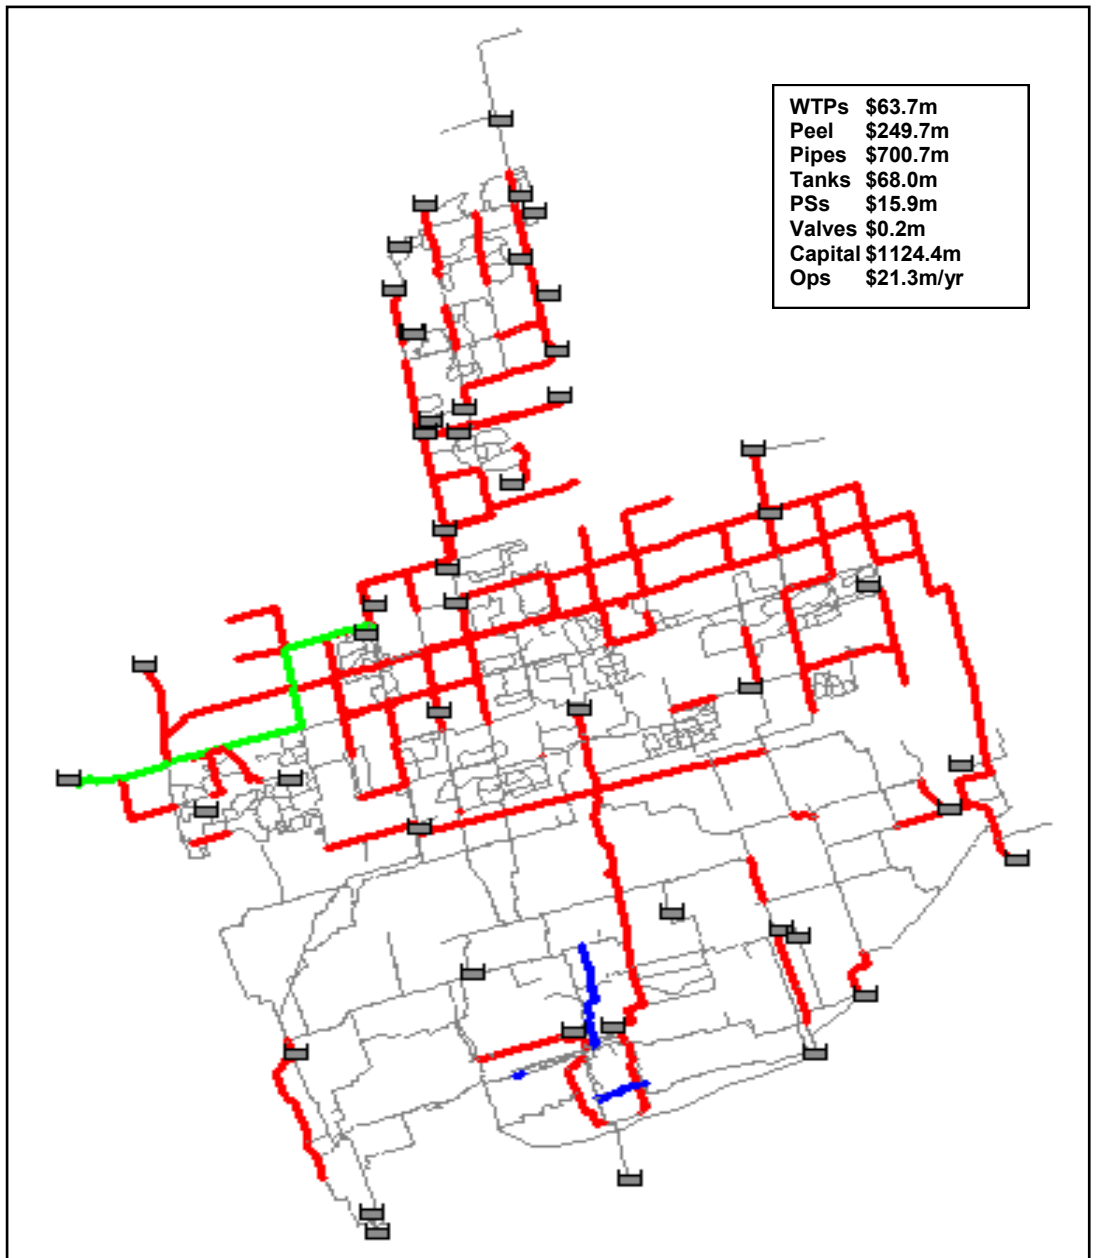 WTPs $63.7m
Peel $249.7m
Pipes $700.7m
Tanks $68.0m
PSs $15.9m
Valves $0.2m
Capital $1124.4m
Ops $21.3m/yr